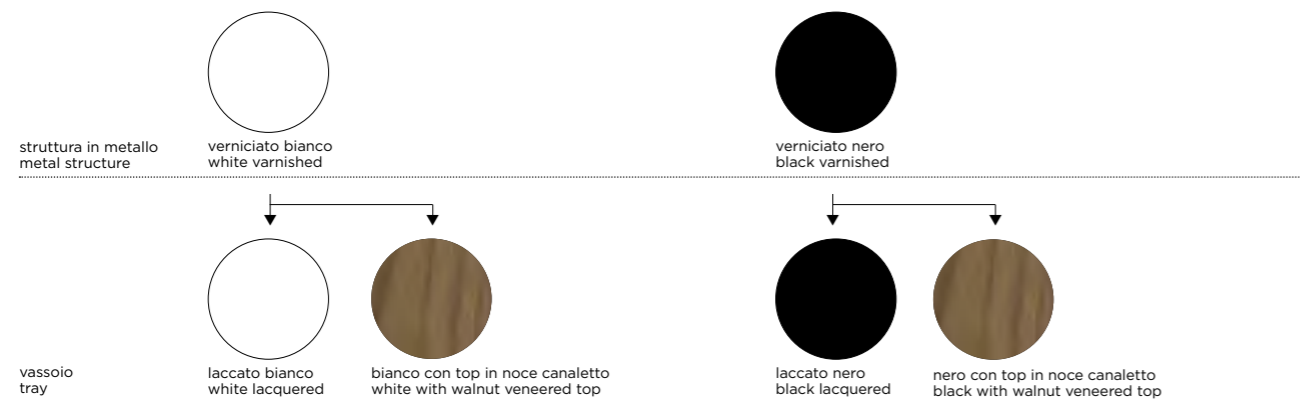 struttura in metallo
metal structure
verniciato bianco
white varnished
verniciato nero
black varnished
vassoio
tray
laccato bianco
white lacquered
bianco con top in noce canaletto
white with walnut veneered top
laccato nero
black lacquered
nero con top in noce canaletto
black with walnut veneered top